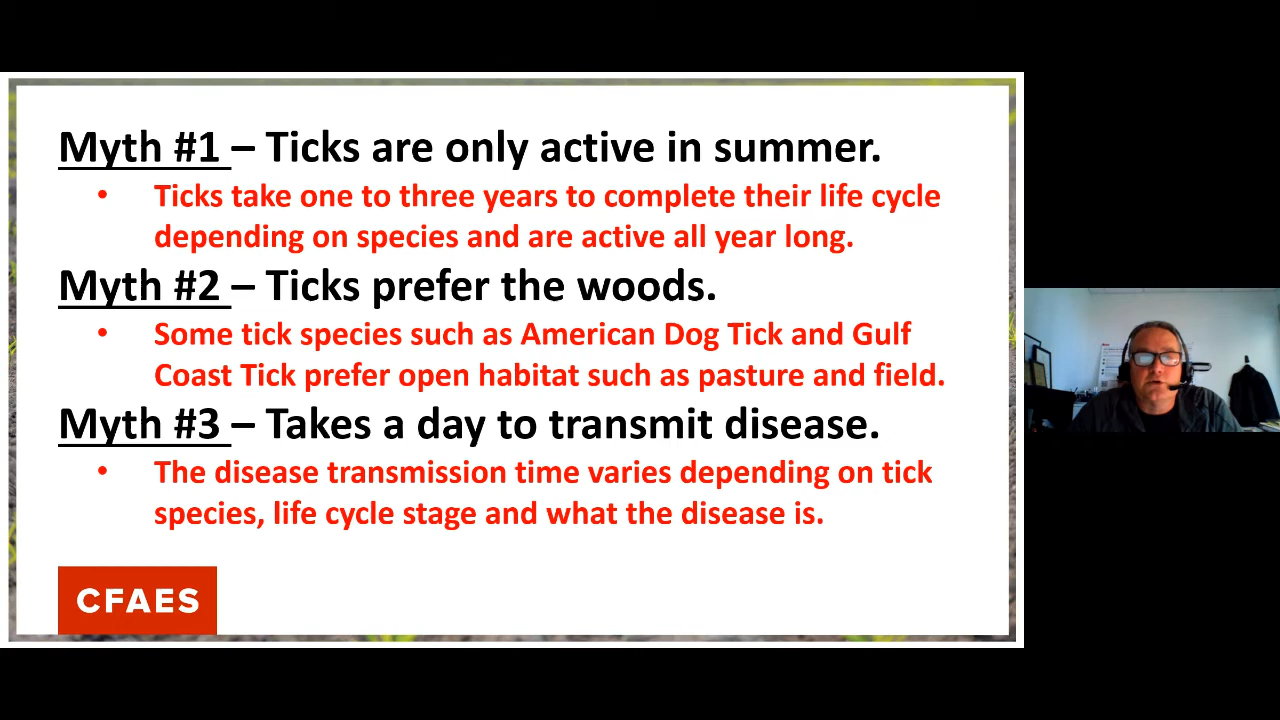 Myth #1 – Ticks are only active in summer.
• Ticks take one to three years to complete their life cycle
depending on species and are active all year long.
Myth #2 – Ticks prefer the woods.
• Some tick species such as American Dog Tick and Gulf
Coast Tick prefer open habitat such as pasture and field.
Myth #3 – Takes a day to transmit disease.
• The disease transmission time varies depending on tick
species, life cycle stage and what the disease is.
CFAES